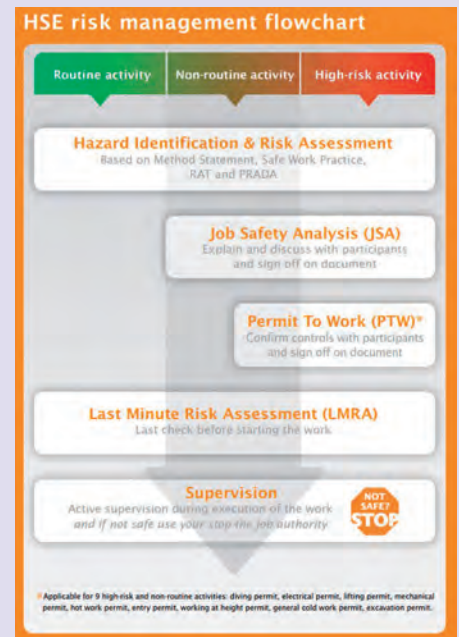 HSE risk management flowchart
Routine activity
Non-routine activity
High-risk activity
Hazard Identification & Risk Assessment
Based on Method Statement, Safe Work Practice,
RAT and PRADA
Job Safety Analysis (JSA)
Explain and discuss with participants
and sign off on document
Permit To Work (PTW)*
Confirm controls with participants
and sign off on document
Last Minute Risk Assessment (LMRA)
Last check before starting the work
Supervision
Active supervision during execution of the work
and if not safe use your stop the job authority
NOT
SAFE?
STOP
* Applicable for 9 high-risk and non-routine activities: diving permit, electrical permit, lifting permit, mechanical
permit, hot work permit, entry permit, working at height permit, general cold work permit, excavation permit.